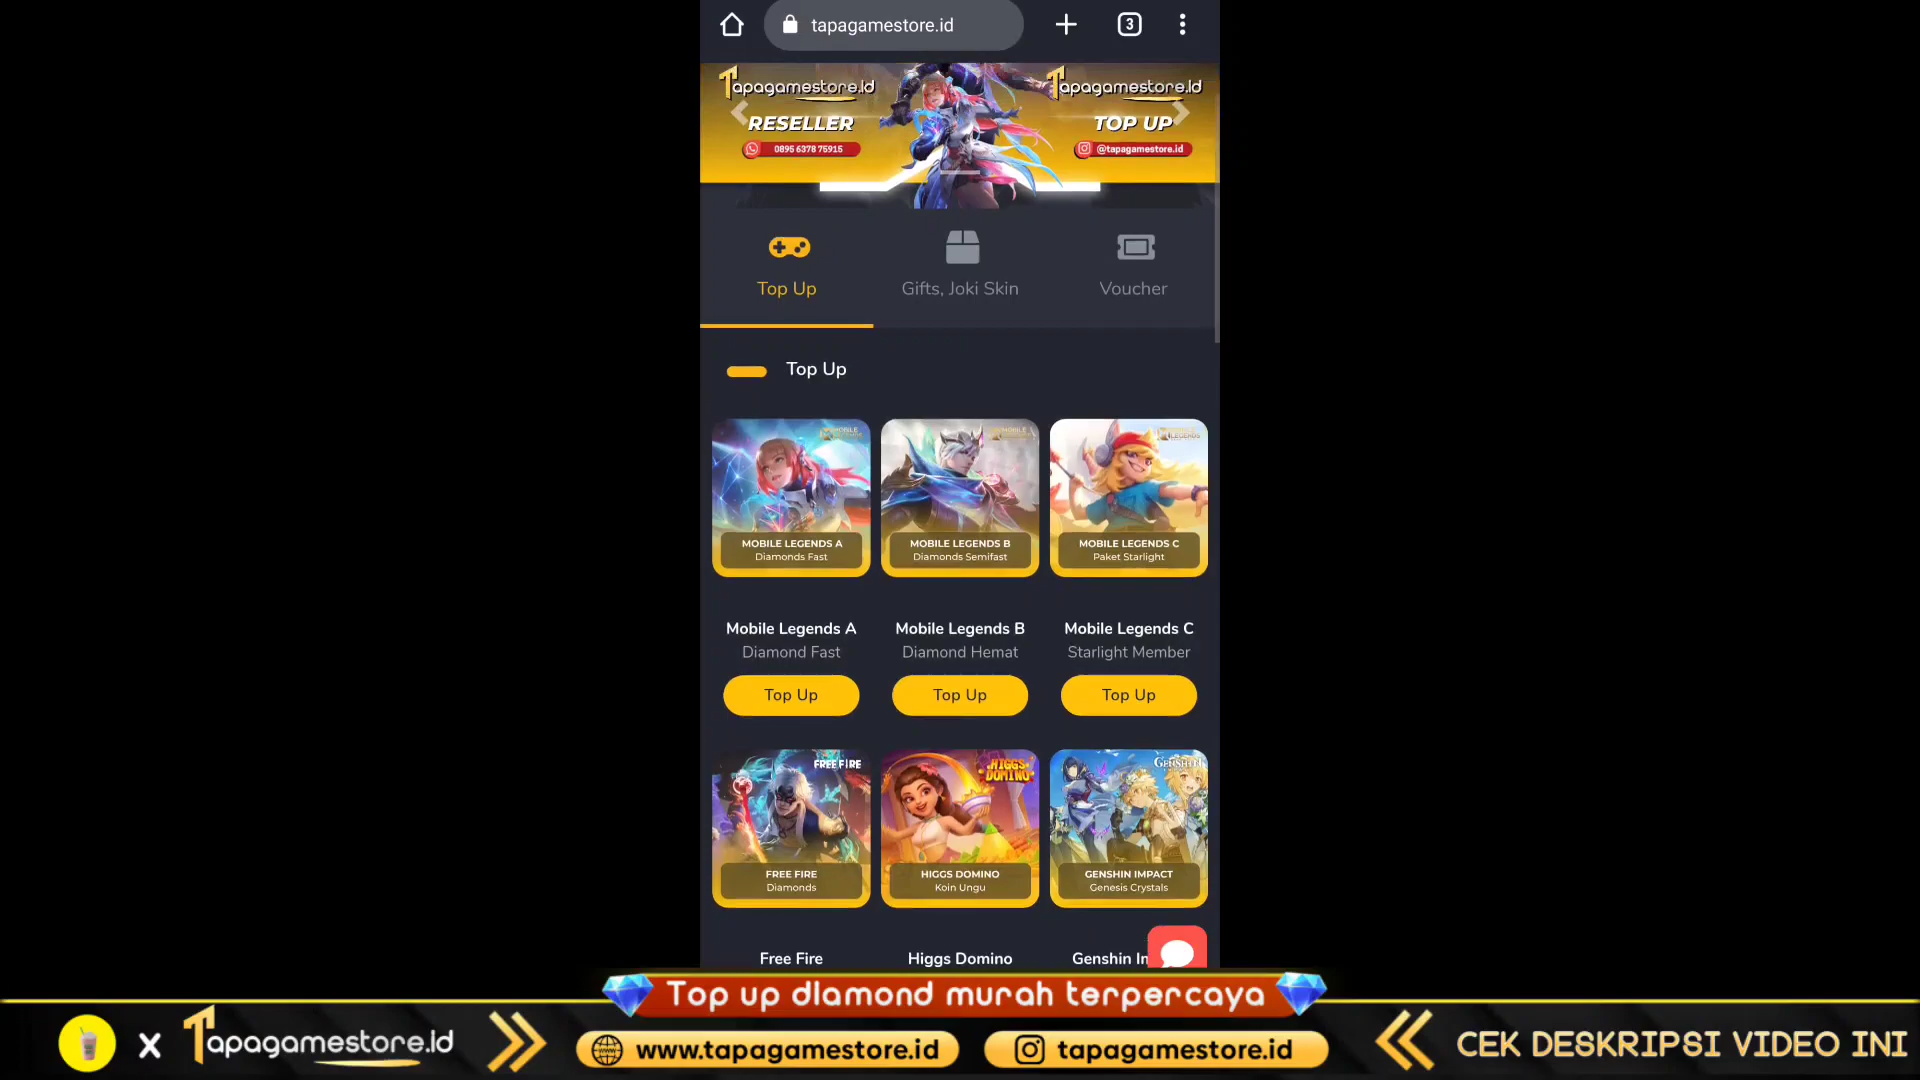 tapagamestore.id
3
Tapagamestore.id
RESELLER
0895 6378 75915
Tapagamestore.id
TOP UP
@tapagamestore.id
Top Up
Gifts, Joki Skin
Voucher
Top Up
MOBILE LEGENDS A
Diamonds Fast
MOBILE LEGENDS B
Diamonds Semifast
MOBILE LEGENDS C
Paket Starlight
Mobile Legends A
Diamond Fast
Top Up
Mobile Legends B
Diamond Hemat
Top Up
Mobile Legends C
Starlight Member
Top Up
FREE FIRE
FREE FIRE
Diamonds
HIGGS DOMINO
HIGGS DOMINO
Koin Ungu
GENSHIN
GENSHIN IMPACT
Genesis Crystals
Free Fire
Higgs Domino
Genshin
Top up diamond murah terpercaya
X
Tapagamestore.id
www.tapagamestore.id
tapagamestore.id
CEK DESKRIPSI VIDEO INI